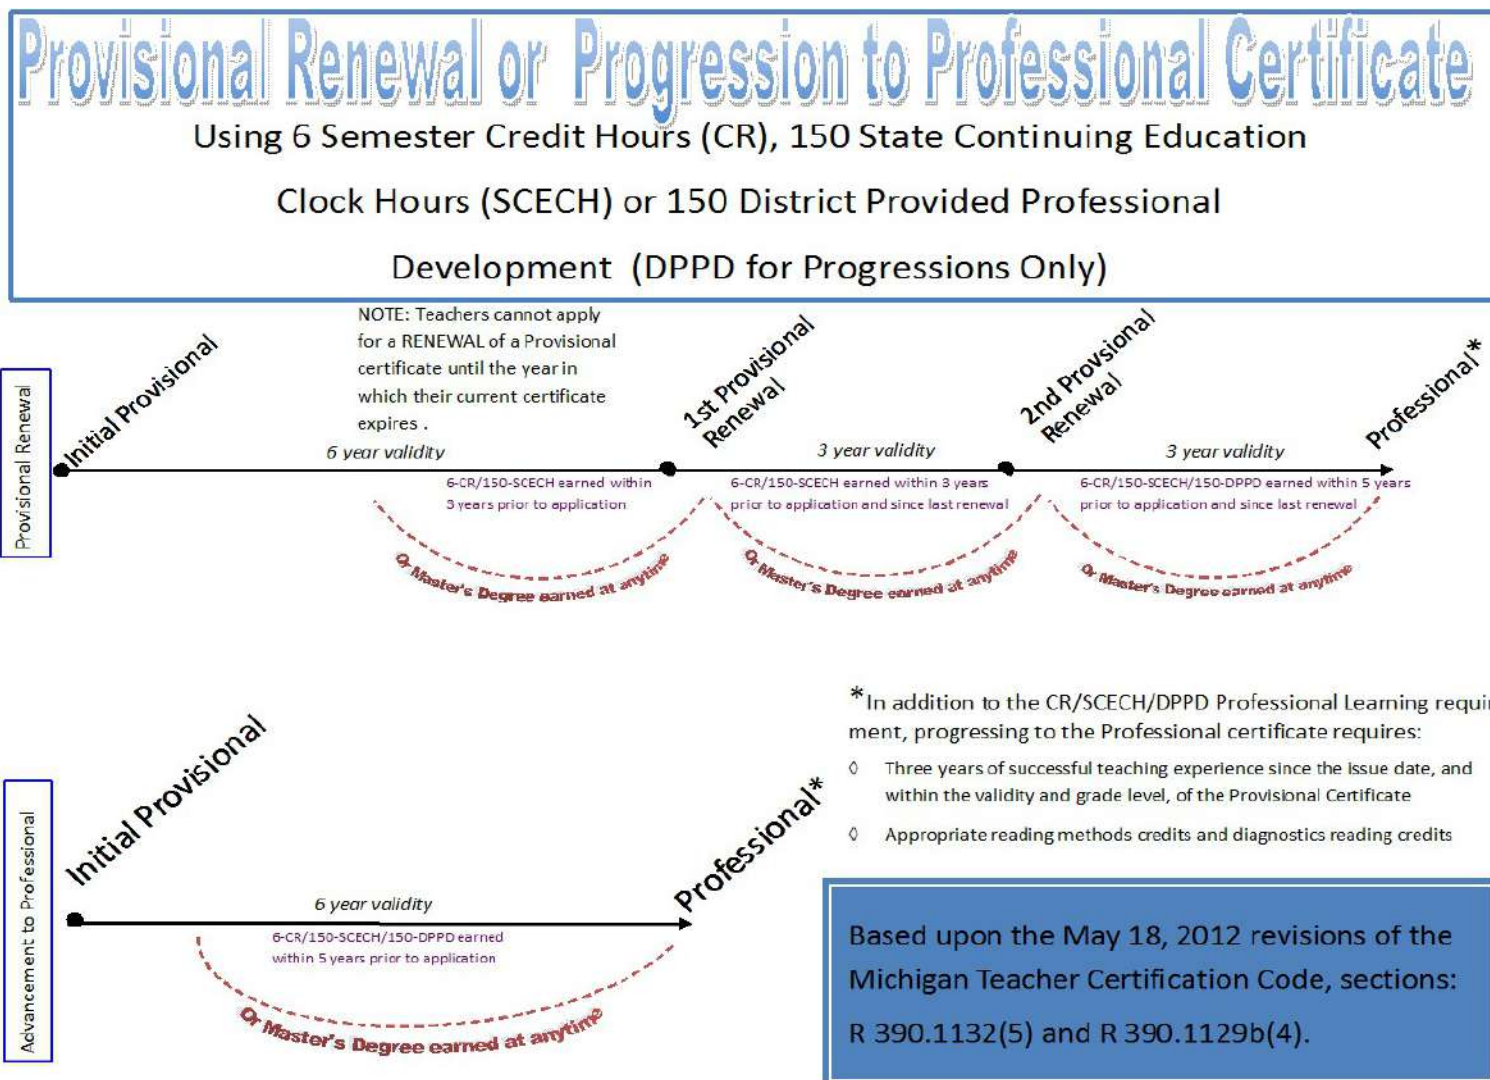 Provisional Renewal or Progression to Professional Certificate
Using 6 Semester Credit Hours (CR), 150 State Continuing Education
Clock Hours (SCECH) or 150 District Provided Professional
Development (DPPD for Progressions Only)
Provisional Renewal
Initial Provisional
NOTE: Teachers cannot apply
for a RENEWAL of a Provisional
certificate until the year in
which their current certificate
expires .
1st Provisional
Renewal
2nd Provsional
Renewal
Professional*
6 year validity
3 year validity
3 year validity
6-CR/150-SCECH earned within
3 years prior to application
6-CR/150-SCECH earned within 3 years
prior to application and since last renewal
6-CR/150-SCECH/150-DPPD earned within 5 years
prior to application and since last renewal
Or Master's Degree earned at anytime
Or Master's Degree earned at anytime
Or Master's Degree earned at anytime
Advancement to Professional
Initial Provisional
Professional*
6 year validity
6-CR/150-SCECH/150-DPPD earned
within 5 years prior to application
Or Master's Degree earned at anytime
*In addition to the CR/SCECH/DPPD Professional Learning requir
ment, progressing to the Professional certificate requires:
◊ Three years of successful teaching experience since the issue date, and
within the validity and grade level, of the Provisional Certificate
◊ Appropriate reading methods credits and diagnostics reading credits
Based upon the May 18, 2012 revisions of the
Michigan Teacher Certification Code, sections:
R 390.1132(5) and R 390.1129b(4).